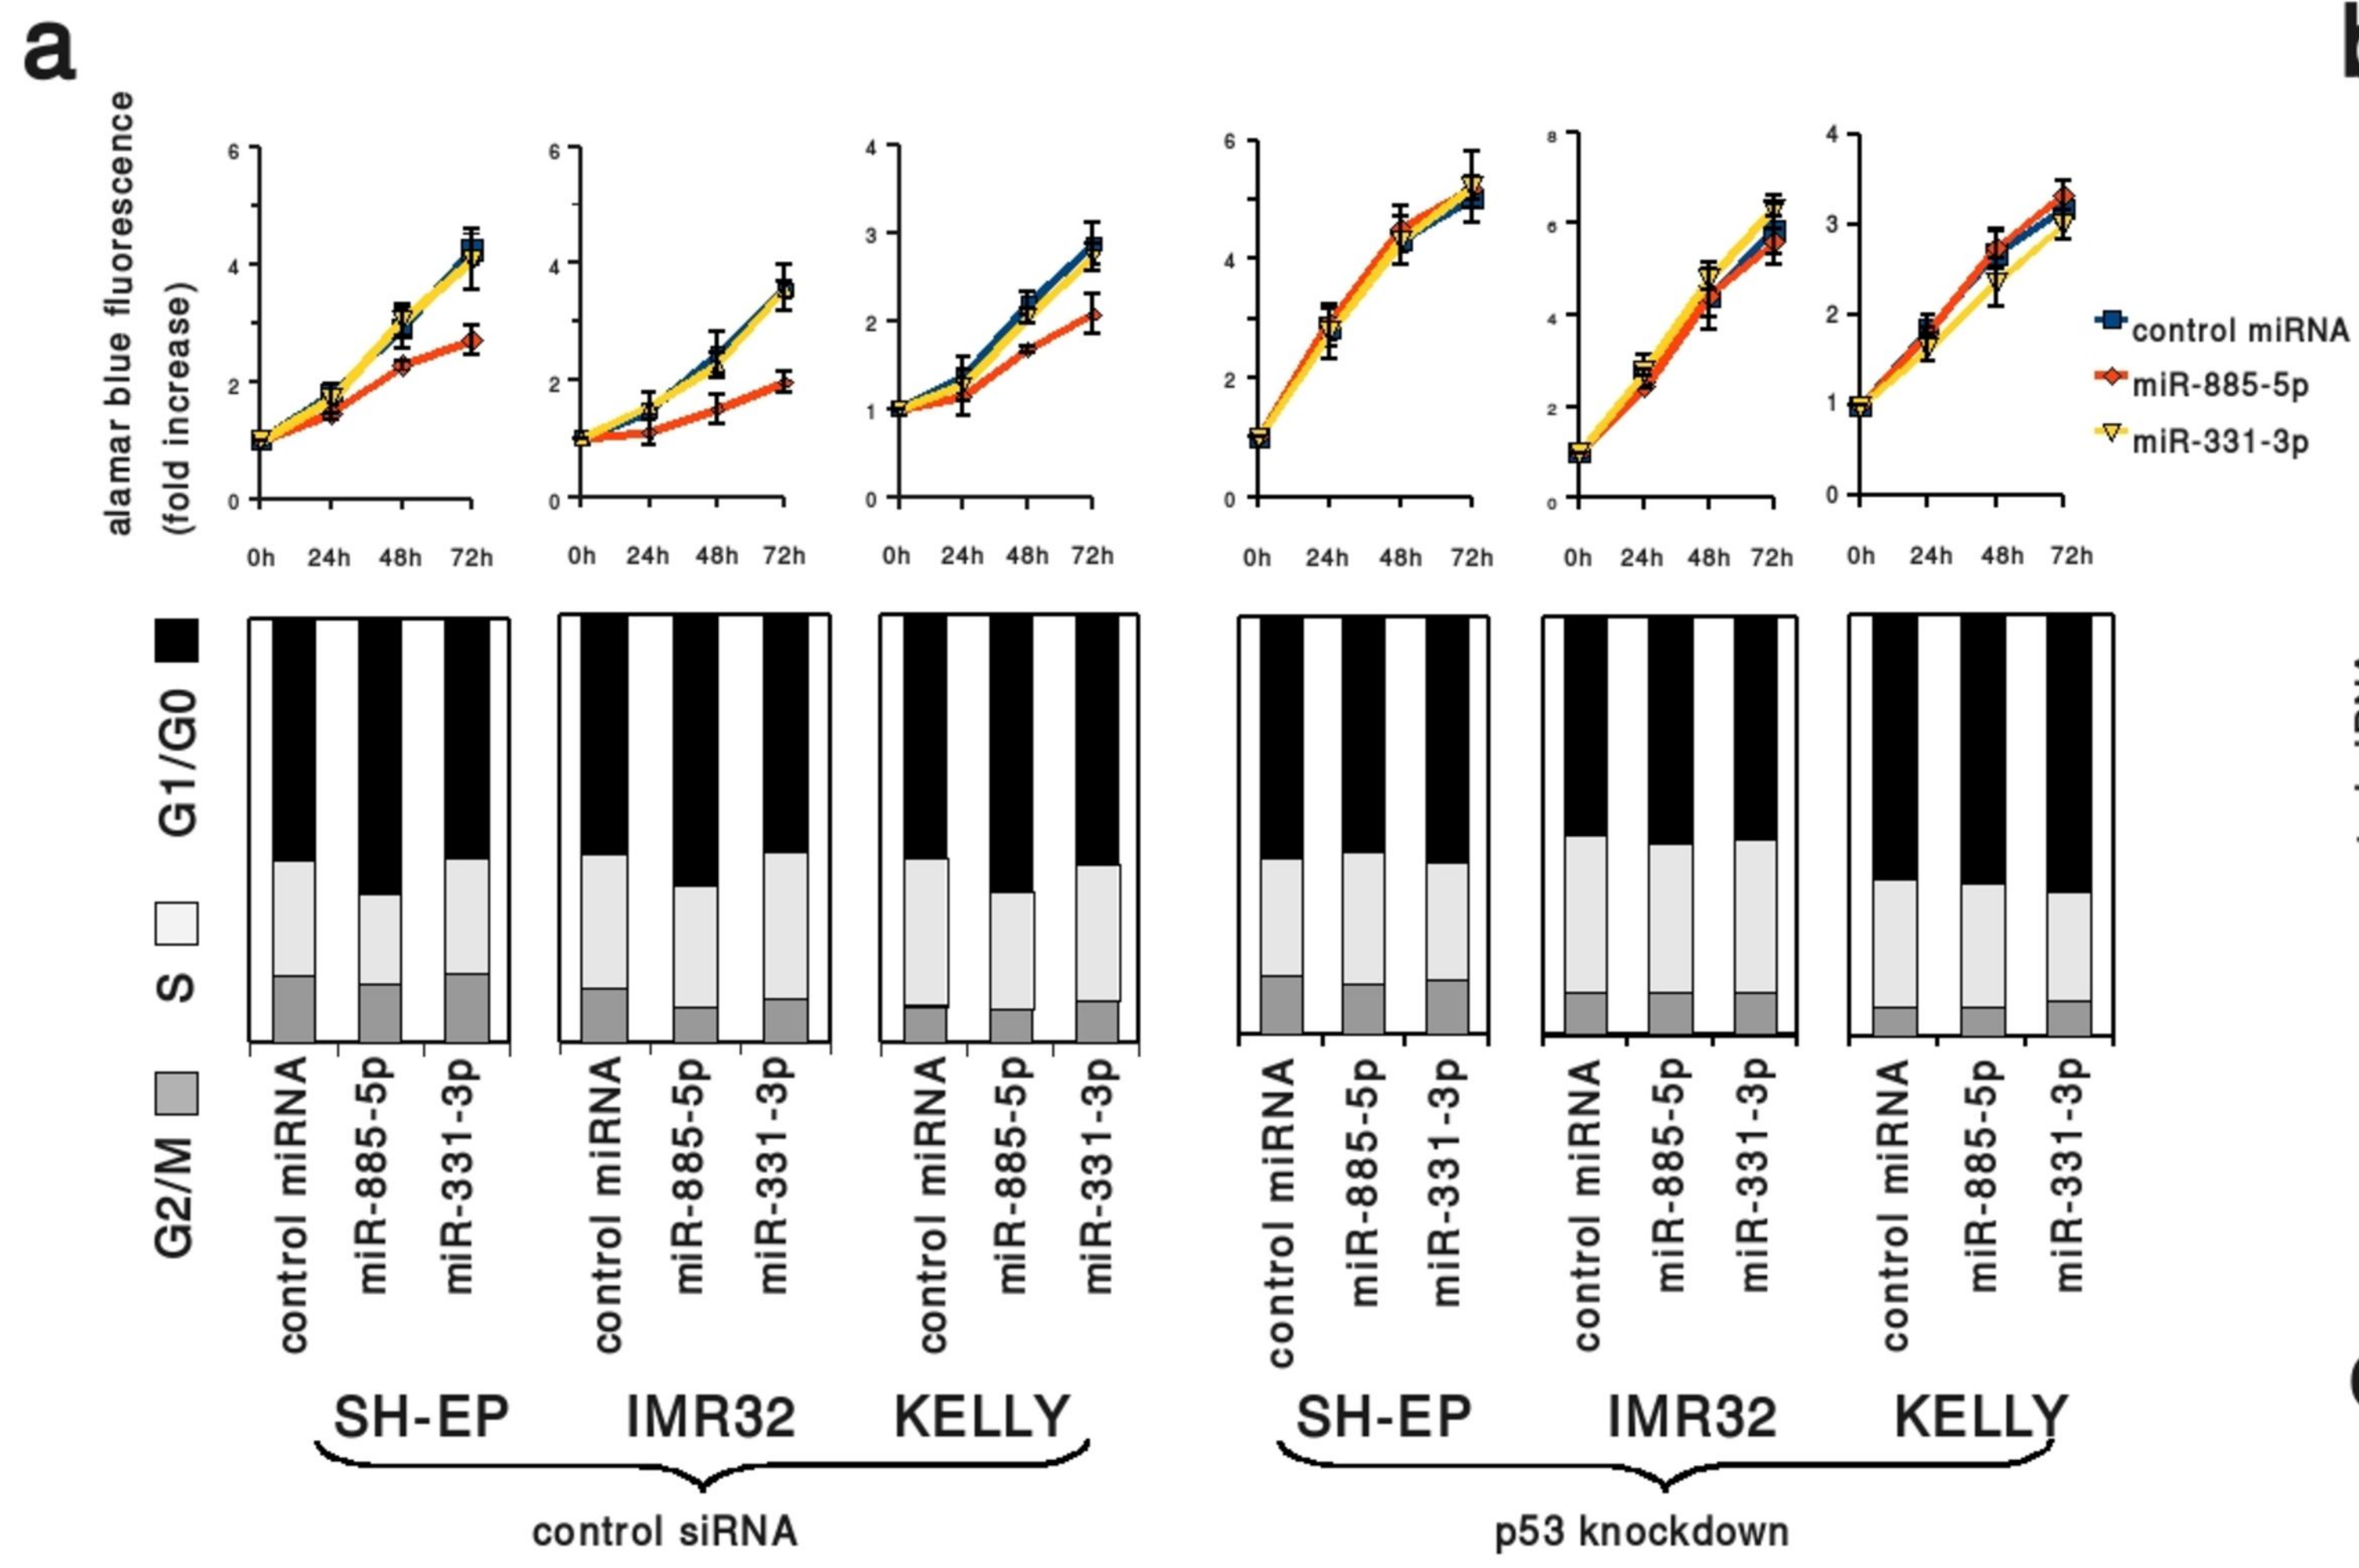 a
alamar blue fluorescence
(fold increase)
6
4
2
0
0h 24h 48h 72h
6
4
2
0
0h 24h 48h 72h
4
3
2
1
0
0h 24h 48h 72h
6
4
2
0
0h 24h 48h 72h
8
6
4
2
0
0h 24h 48h 72h
4
3
2
1
0
0h 24h 48h 72h
control miRNA
miR-885-5p
miR-331-3p
G1/G0
S
G2/M
control miRNA
miR-885-5p
miR-331-3p
control miRNA
miR-885-5p
miR-331-3p
control miRNA
miR-885-5p
miR-331-3p
control miRNA
miR-885-5p
miR-331-3p
control miRNA
miR-885-5p
miR-331-3p
control miRNA
miR-885-5p
miR-331-3p
SH-EP IMR32 KELLY SH-EP IMR32 KELLY
control siRNA p53 knockdown